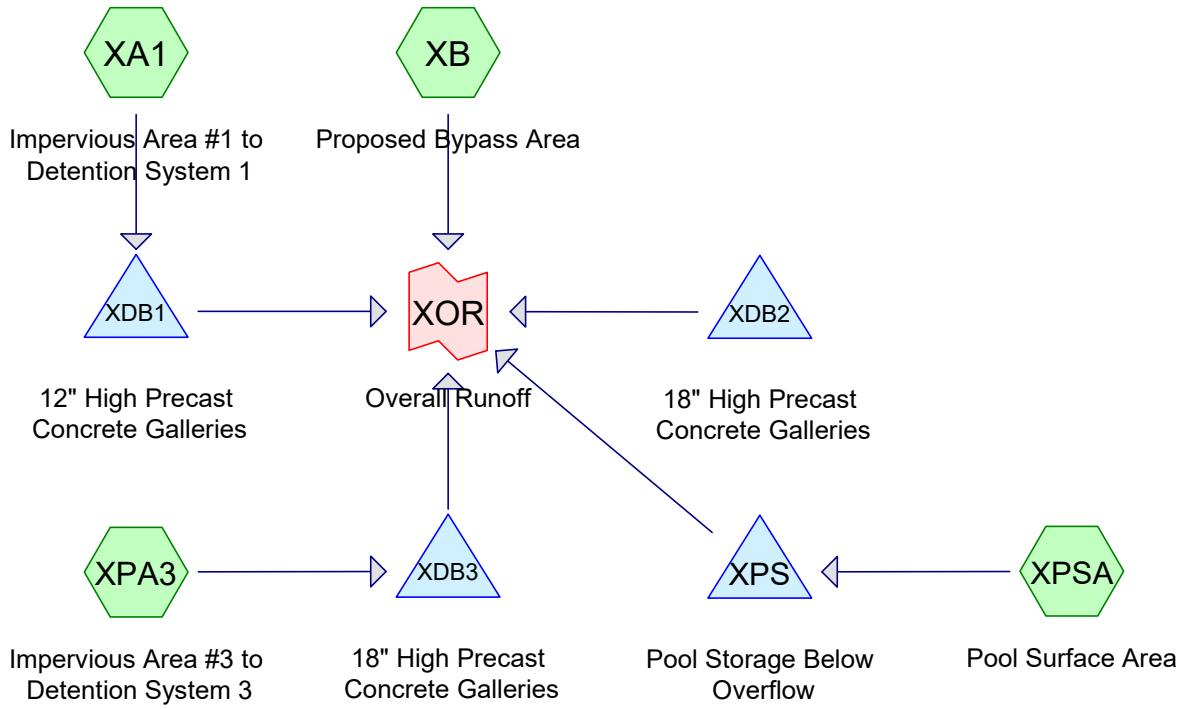 XA1
XB
Impervious Area #1 to
Detention System 1
Proposed Bypass Area
XDB1
XOR
XDB2
12" High Precast
Concrete Galleries
Overall Runoff
18" High Precast
Concrete Galleries
XPA3
XDB3
XPS
XPSA
Impervious Area #3 to
Detention System 3
18" High Precast
Concrete Galleries
Pool Storage Below
Overflow
Pool Surface Area